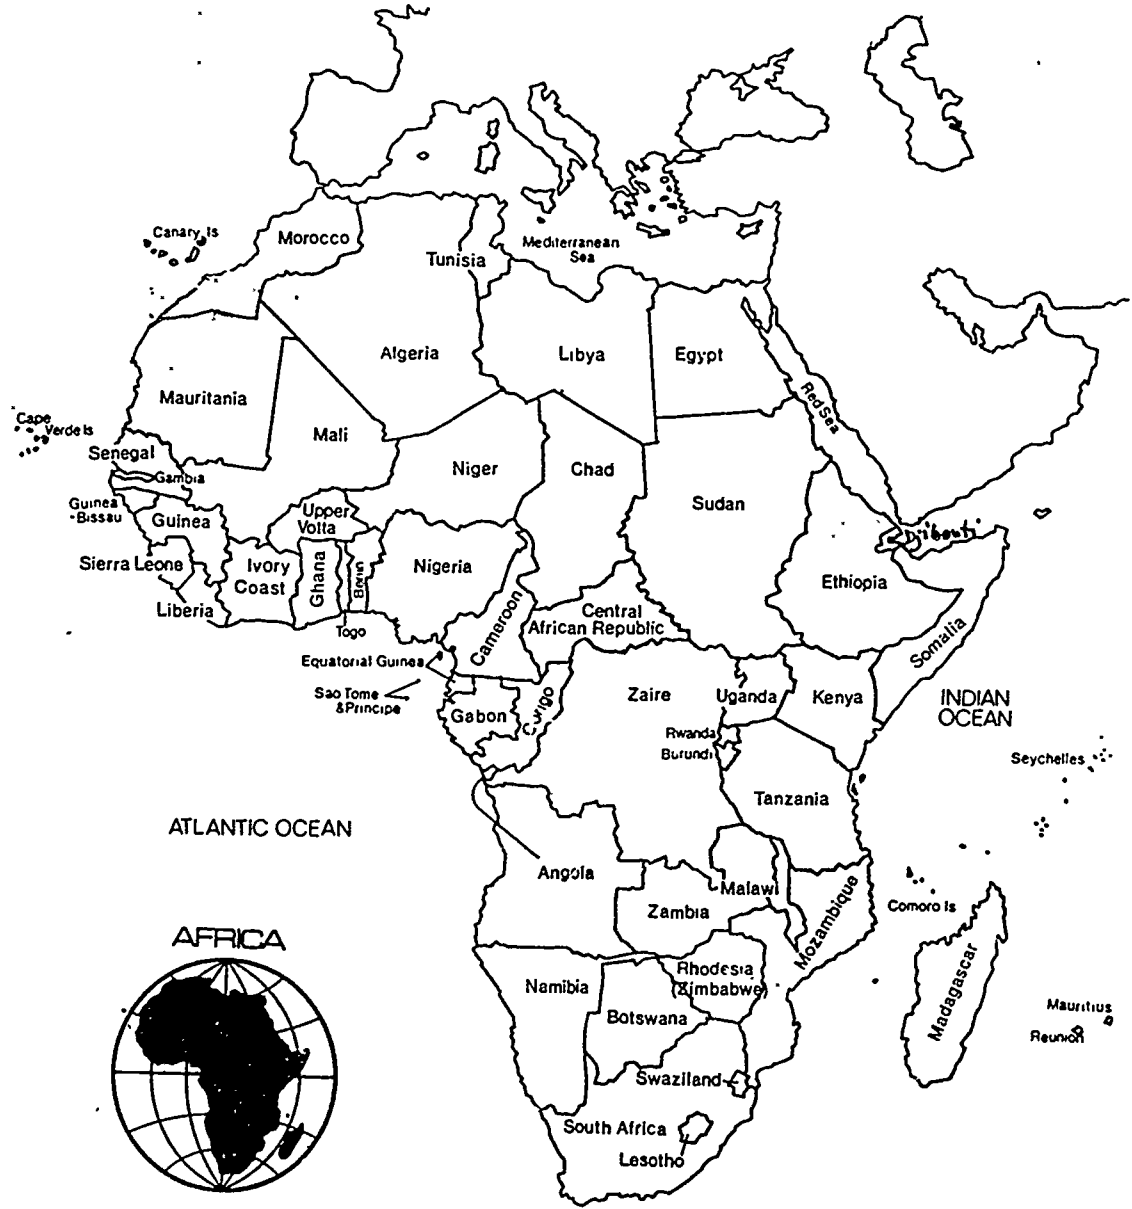 Canary Is
Morocco
Mediterranean
Sea
Tunisia
Algeria
Libya
Egypt
Mauritania
Red Sea
Cape
Verde Is
Mali
Senegal
Niger
Chad
Gambia
Sudan
Guinea
-Bissau
Guinea
Upper
Volta
Djibouti
Sierra Leone
Ivory
Coast
Ghana
Benin
Nigeria
Ethiopia
Liberia
Togo
Cameroon
Central
African Republic
Somalia
Equatorial Guinea
Sao Tome
&Principe
Gabon
Congo
Zaire
Uganda
Kenya
INDIAN
OCEAN
Rwanda
Burundi
Seychelles
Tanzania
ATLANTIC OCEAN
Angola
Malawi
Zambia
Mozambique
Comoro Is
AFRICA
Rhodesia
(Zimbabwe)
Namibia
Botswana
Madagascar
Mauritius
Reunion
Swaziland
South Africa
Lesotho